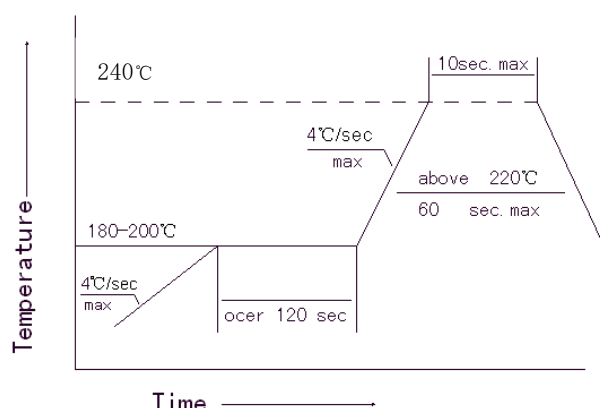 240℃
10sec. max
4℃/sec
max
above 220℃
60 sec. max
180-200℃
4℃/sec
max
ocer 120 sec
Temperature
Time